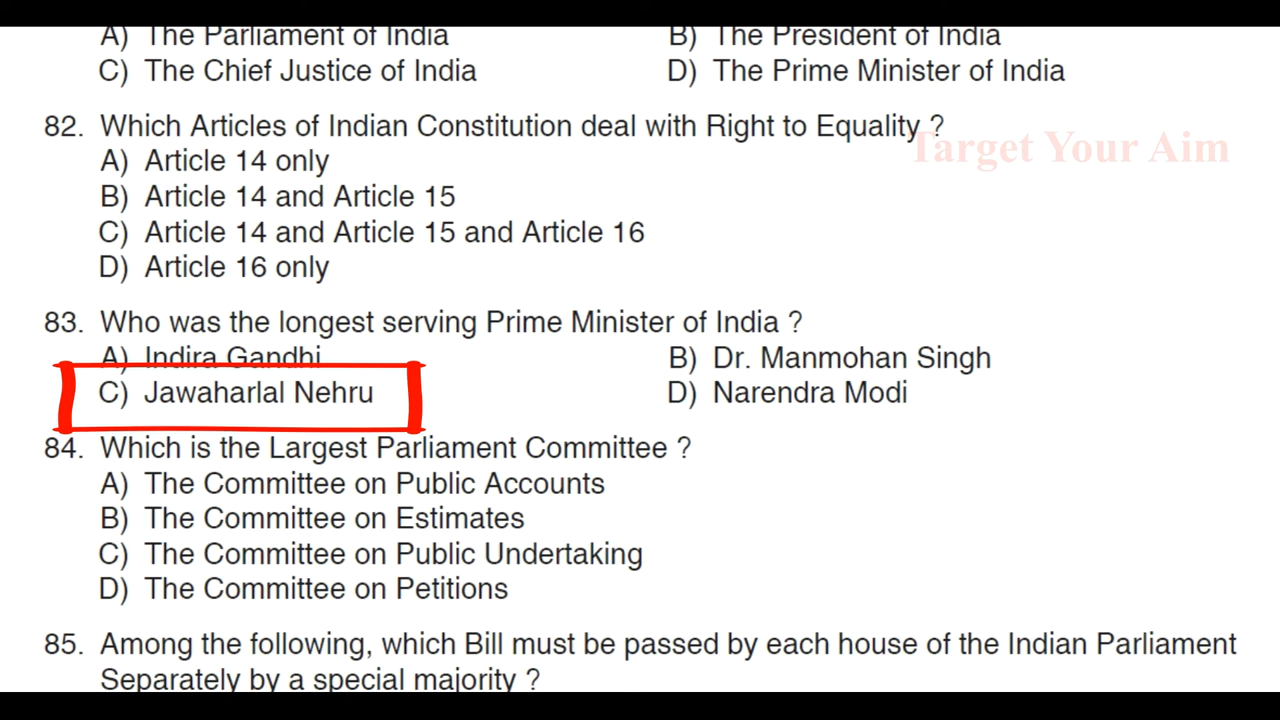 A) The Parliament of India B) The President of India
C) The Chief Justice of India D) The Prime Minister of India
82. Which Articles of Indian Constitution deal with Right to Equality ?
Target Your Aim
A) Article 14 only
B) Article 14 and Article 15
C) Article 14 and Article 15 and Article 16
D) Article 16 only
83. Who was the longest serving Prime Minister of India ?
A) Indira Gandhi B) Dr. Manmohan Singh
C) Jawaharlal Nehru D) Narendra Modi
84. Which is the Largest Parliament Committee ?
A) The Committee on Public Accounts
B) The Committee on Estimates
C) The Committee on Public Undertaking
D) The Committee on Petitions
85. Among the following, which Bill must be passed by each house of the Indian Parliament
Separately by a special majority ?